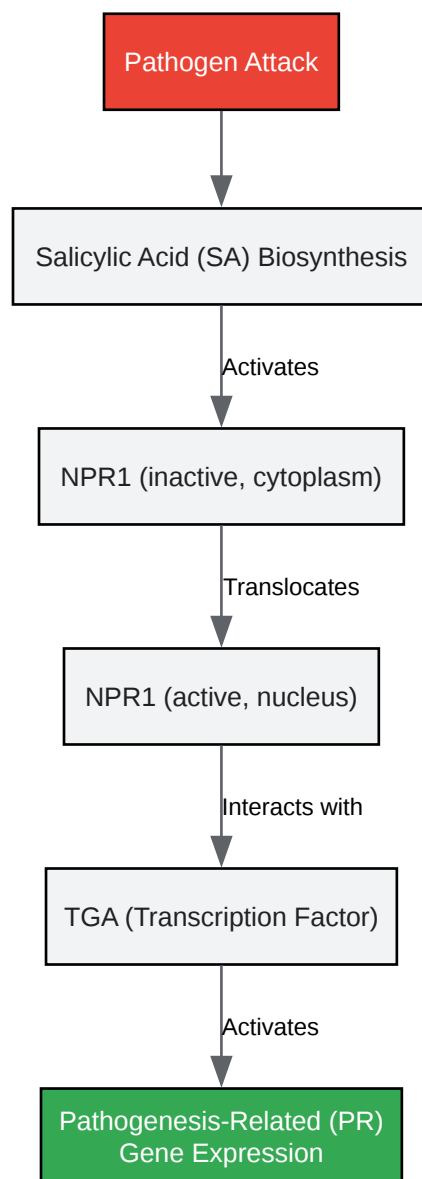 Pathogen Attack
Salicylic Acid (SA) Biosynthesis
Activates
NPR1 (inactive, cytoplasm)
Translocates
NPR1 (active, nucleus)
Interacts with
TGA (Transcription Factor)
Activates
Pathogenesis-Related (PR)
Gene Expression